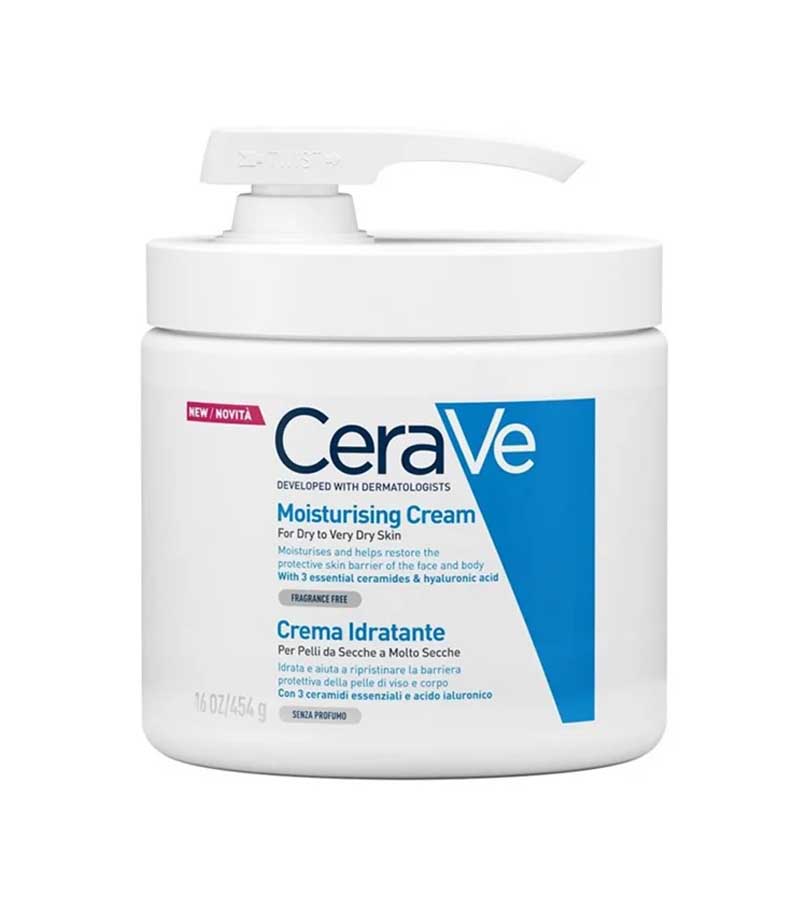 TWIST
NEW / NOVITÀ
CeraVe
DEVELOPED WITH DERMATOLOGISTS
Moisturising Cream
For Dry to Very Dry Skin
Moisturises and helps restore the
protective skin barrier of the face and body
With 3 essential ceramides & hyaluronic acid
FRAGRANCE FREE
Crema Idratante
Per Pelli da Secche a Molto Secche
Idrata e aiuta a ripristinare la barriera
protettiva della pelle di viso e corpo
Con 3 ceramidi essenziali e acido ialuronico
16 OZ/454 g
SENZA PROFUMO